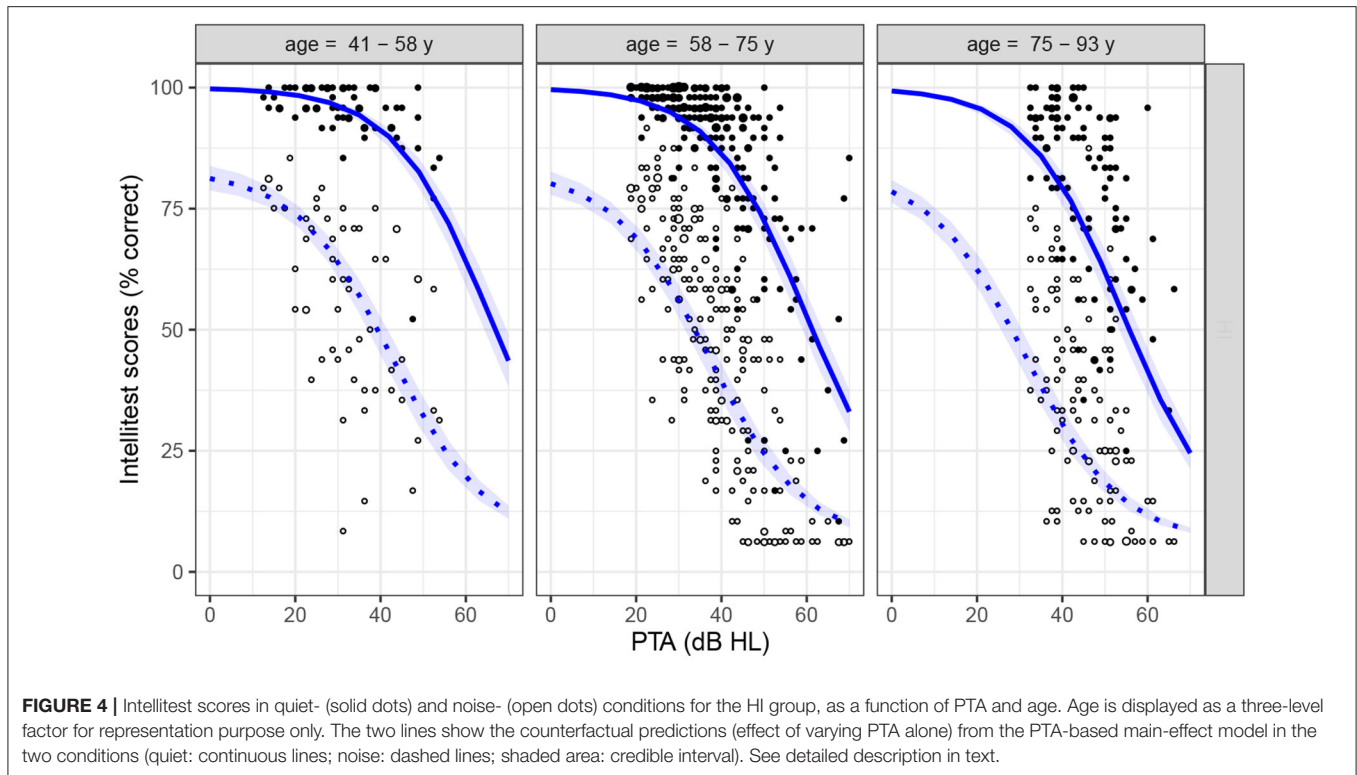 age = 41 – 58 y
age = 58 – 75 y
age = 75 – 93 y
Intellitest scores (% correct)
100
75
50
25
0
HI
0 20 40 60
0 20 40 60
0 20 40 60
PTA (dB HL)
FIGURE 4 | Intellitest scores in quiet- (solid dots) and noise- (open dots) conditions for the HI group, as a function of PTA and age. Age is displayed as a three-level
factor for representation purpose only. The two lines show the counterfactual predictions (effect of varying PTA alone) from the PTA-based main-effect model in the
two conditions (quiet: continuous lines; noise: dashed lines; shaded area: credible interval). See detailed description in text.